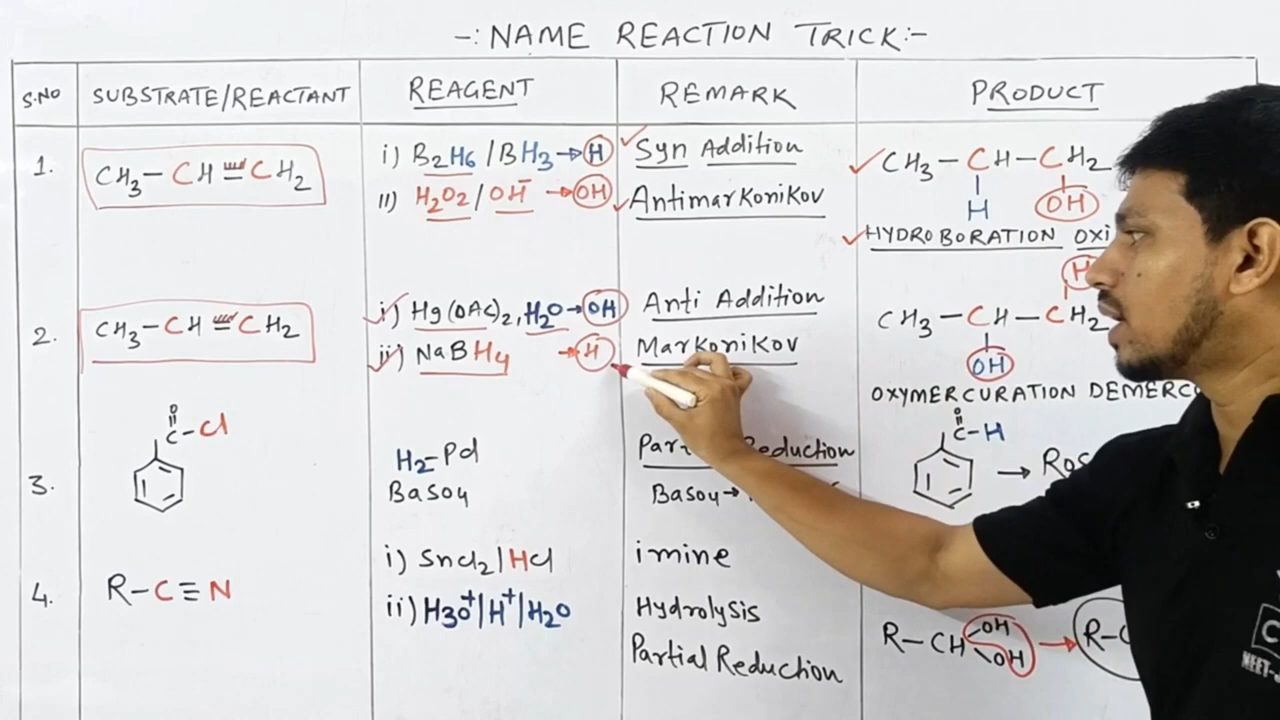 -: NAME REACTION TRICK:-
S.NO SUBSTRATE/REACTANT REAGENT REMARK PRODUCT
1. CH3-CH=CH2
i) B2H6/BH3→H
ii) H2O2/OH⁻→OH
Syn Addition
Antimarkonikov
CH3-CH-CH2
H OH
HYDROBORATION OXI
2. CH3-CH=CH2
i) Hg(OAc)2, H2O→OH
ii) NaBH4 →H
Anti Addition
Markonikov
H
CH3-CH-CH2
OH
OXYMERCURATION DEMERC
3.
O
C-Cl
H2-Pd
BaSO4
Reduction
BaSO4→
O
C-H
→ Ros
4. R-C≡N
i) SnCl2/HCl
ii) H3O⁺/H⁺/H2O
imine
Hydrolysis
Partial Reduction
R-CH
OH
OH
→ R-C